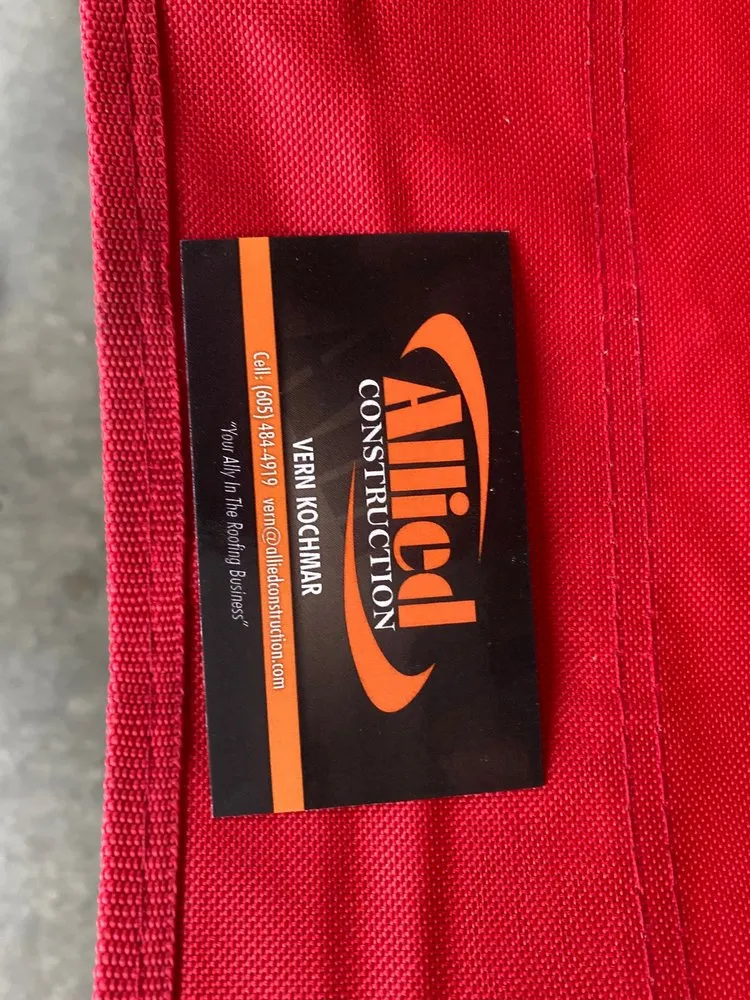 Allied
CONSTRUCTION
VERN KOCHMAR
Cell: (605) 484-4919 vern@alliedconstruction.com
"Your Ally In The Roofing Business"